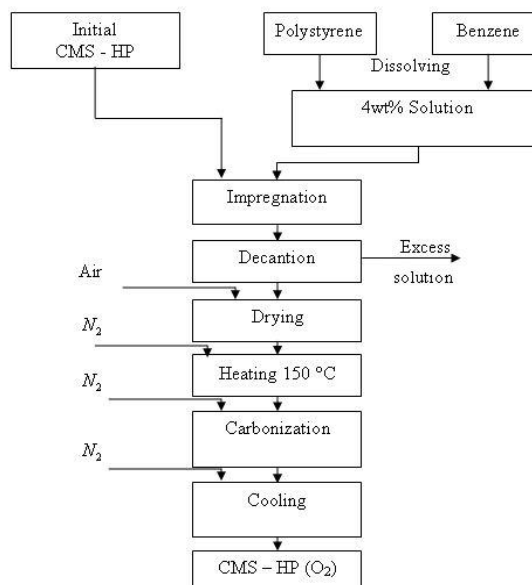 Initial
CMS - HP
Polystyrene
Benzene
Dissolving
4wt% Solution
Impregnation
Decantion
Excess
solution
Air
Drying
N₂
Heating 150 °C
N₂
Carbonization
N₂
Cooling
CMS – HP (O₂)